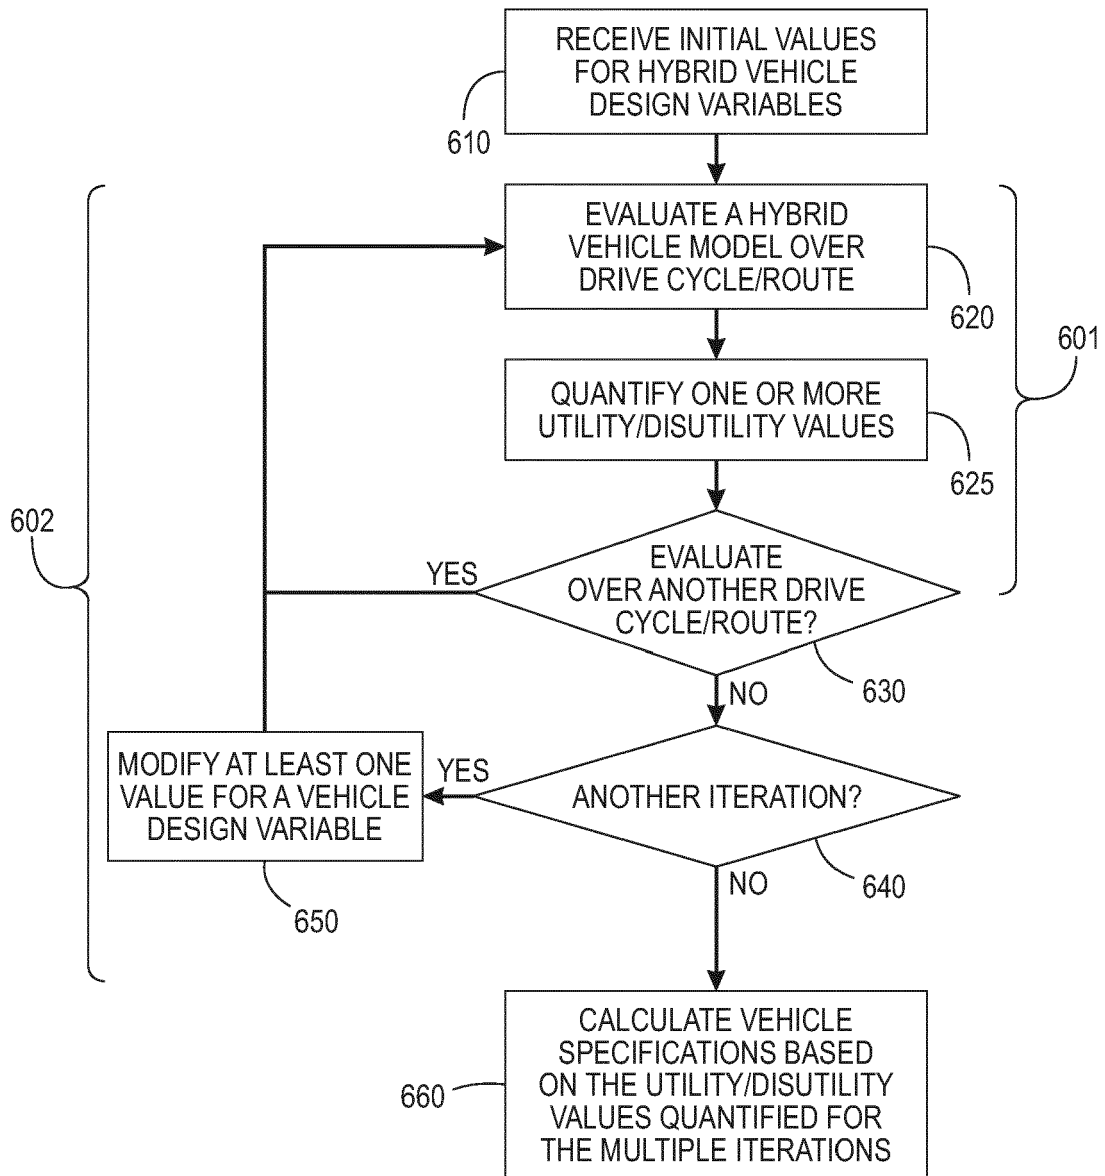 RECEIVE INITIAL VALUES
FOR HYBRID VEHICLE
DESIGN VARIABLES
610
EVALUATE A HYBRID
VEHICLE MODEL OVER
DRIVE CYCLE/ROUTE
620
601
QUANTIFY ONE OR MORE
UTILITY/DISUTILITY VALUES
625
602
EVALUATE
OVER ANOTHER DRIVE
CYCLE/ROUTE?
YES
630
NO
MODIFY AT LEAST ONE
VALUE FOR A VEHICLE
DESIGN VARIABLE
650
YES
ANOTHER ITERATION?
640
NO
CALCULATE VEHICLE
SPECIFICATIONS BASED
ON THE UTILITY/DISUTILITY
VALUES QUANTIFIED FOR
THE MULTIPLE ITERATIONS
660